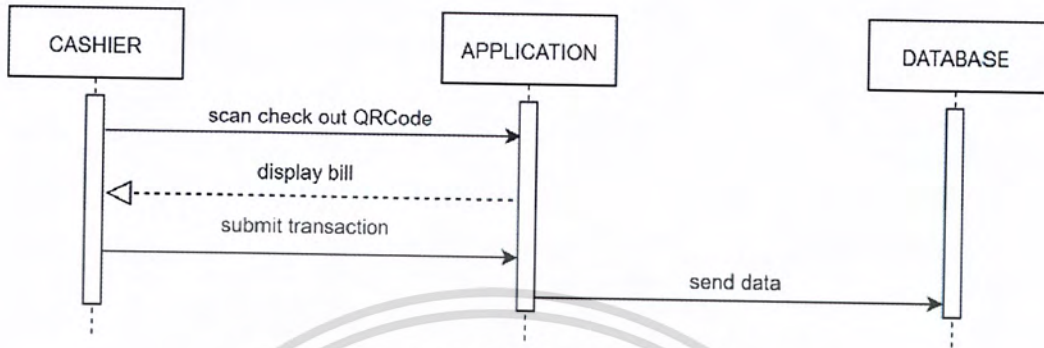 CASHIER
APPLICATION
DATABASE
scan check out QRCode
display bill
submit transaction
send data